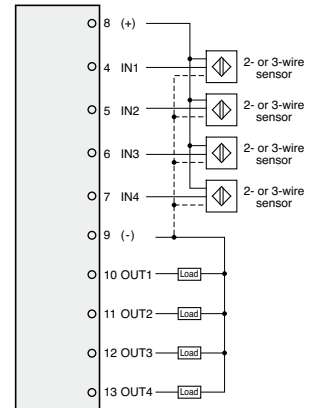 8 (+)
4 IN1
2- or 3-wire
sensor
5 IN2
2- or 3-wire
sensor
6 IN3
2- or 3-wire
sensor
7 IN4
2- or 3-wire
sensor
9 (-)
10 OUT1 Load
11 OUT2 Load
12 OUT3 Load
13 OUT4 Load